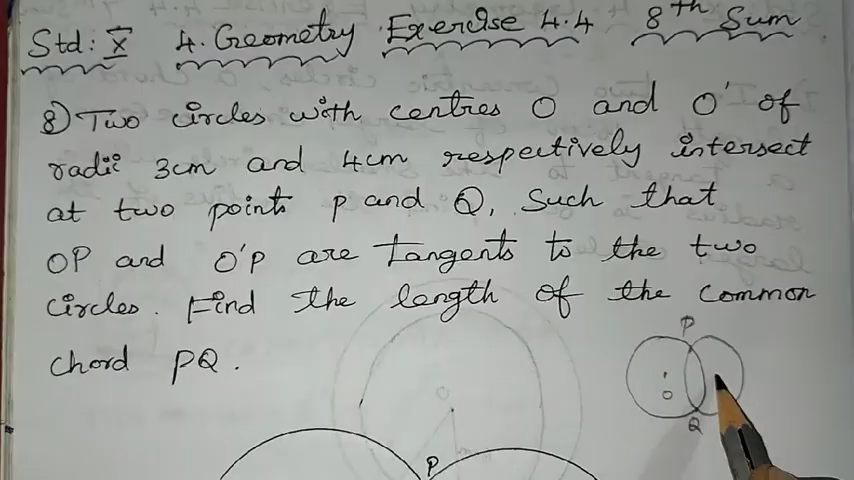 Std: X 4. Geometry Exercise 4.4 8th Sum
8) Two circles with centres O and O' of
radii 3cm and 4cm respectively intersect
at two points P and Q, Such that
OP and O'P are tangents to the two
circles. Find the length of the common
chord PQ.
P
O
Q
P